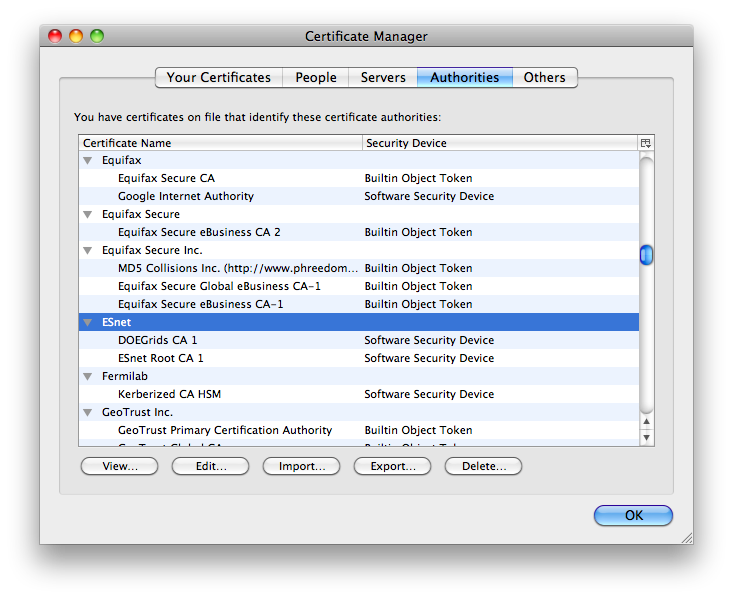 Certificate Manager
Your Certificates People Servers Authorities Others
You have certificates on file that identify these certificate authorities:
Certificate Name Security Device
Equifax
Equifax Secure CA Builtin Object Token
Google Internet Authority Software Security Device
Equifax Secure
Equifax Secure eBusiness CA 2 Builtin Object Token
Equifax Secure Inc.
MD5 Collisions Inc. (http://www.phreedom... Builtin Object Token
Equifax Secure Global eBusiness CA-1 Builtin Object Token
Equifax Secure eBusiness CA-1 Builtin Object Token
ESnet
DOEGrids CA 1 Software Security Device
ESnet Root CA 1 Software Security Device
Fermilab
Kerberized CA HSM Software Security Device
GeoTrust Inc.
GeoTrust Primary Certification Authority Builtin Object Token
View... Edit... Import... Export... Delete...
OK